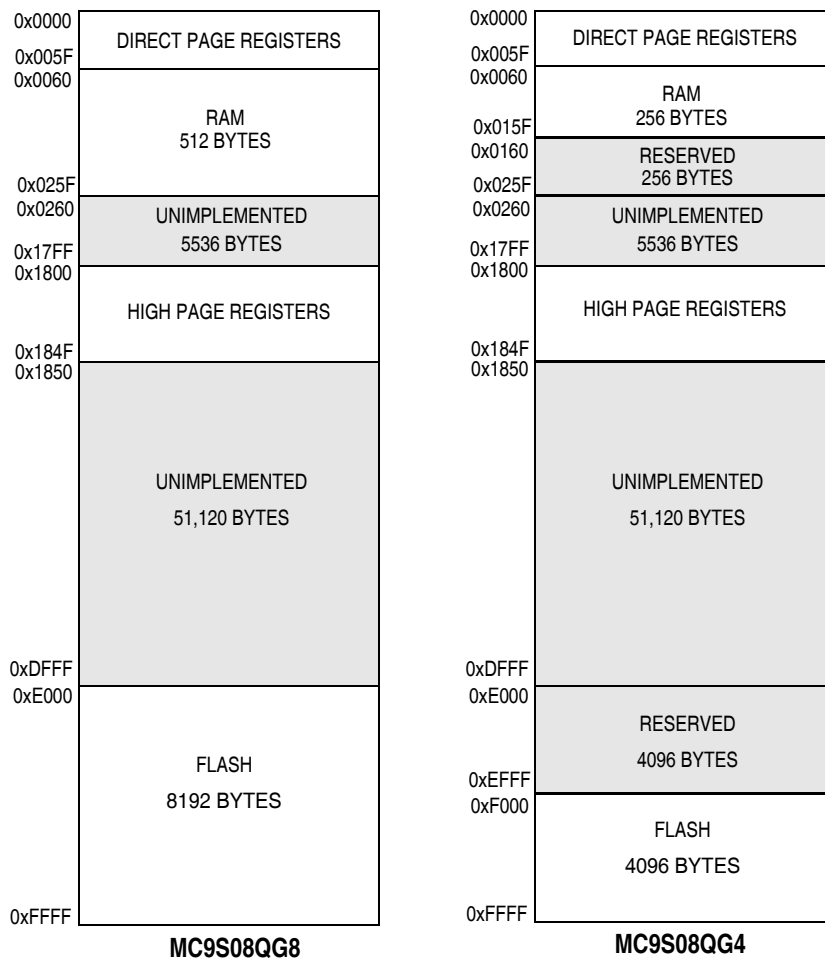 0x0000
DIRECT PAGE REGISTERS
0x005F
0x0060
RAM
512 BYTES
0x025F
0x0260
UNIMPLEMENTED
5536 BYTES
0x17FF
0x1800
HIGH PAGE REGISTERS
0x184F
0x1850
UNIMPLEMENTED
51,120 BYTES
0xDFFF
0xE000
FLASH
8192 BYTES
0xFFFF
MC9S08QG8
0x0000
DIRECT PAGE REGISTERS
0x005F
0x0060
RAM
256 BYTES
0x015F
0x0160
RESERVED
256 BYTES
0x025F
0x0260
UNIMPLEMENTED
5536 BYTES
0x17FF
0x1800
HIGH PAGE REGISTERS
0x184F
0x1850
UNIMPLEMENTED
51,120 BYTES
0xDFFF
0xE000
RESERVED
4096 BYTES
0xEFFF
0xF000
FLASH
4096 BYTES
0xFFFF
MC9S08QG4